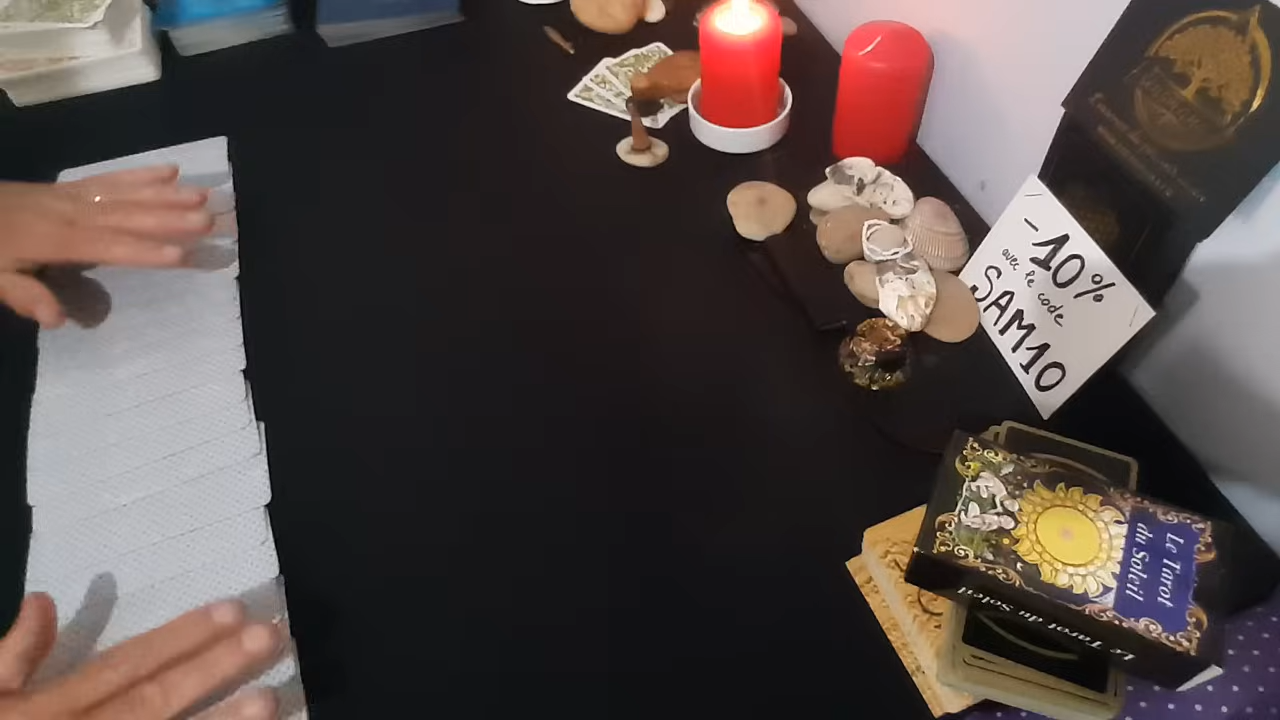 -10%
avec le code
SAM10
Le Tarot
du Soleil
Le Tarot du Soleil